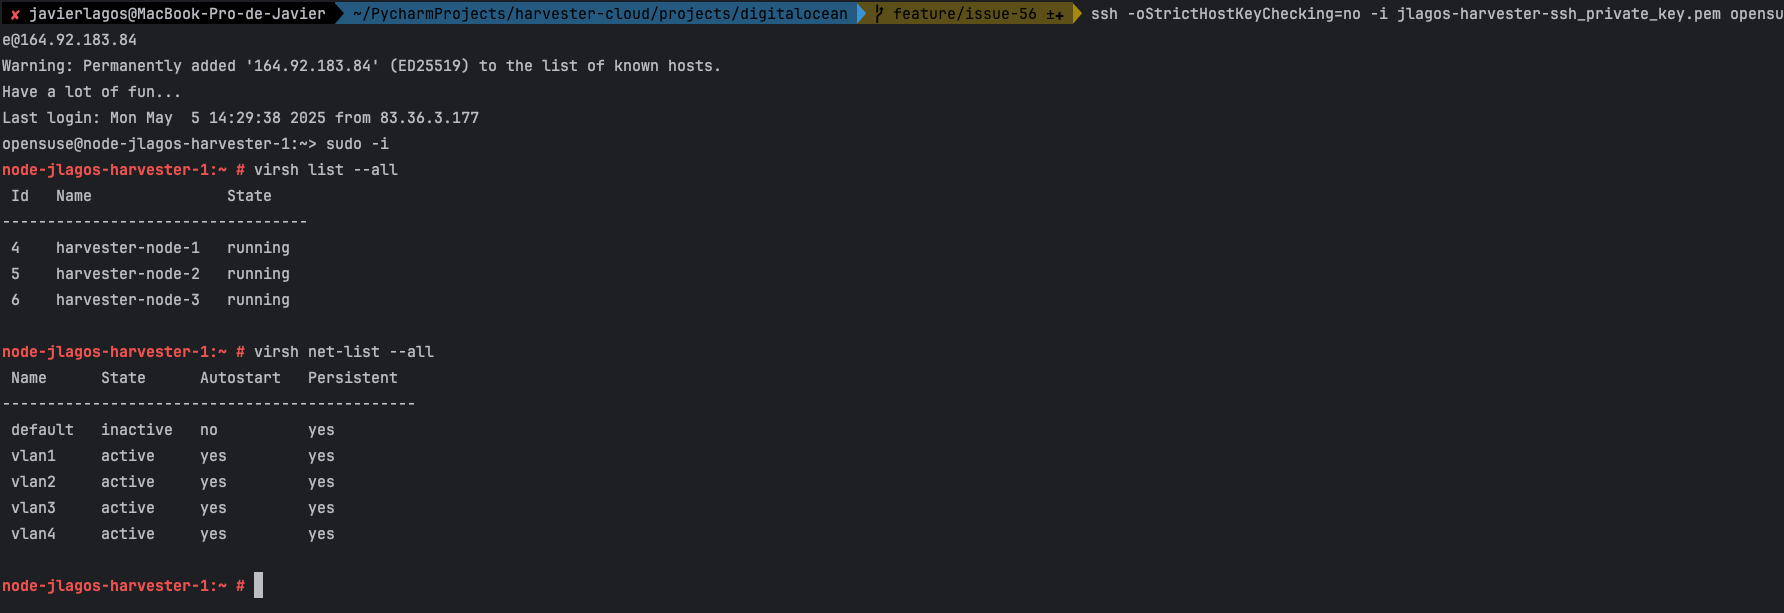 ✘ javierlagos@MacBook-Pro-de-Javier ~/PycharmProjects/harvester-cloud/projects/digitalocean feature/issue-56 ±✚ ssh -oStrictHostKeyChecking=no -i jlagos-harvester-ssh_private_key.pem opensu
e@164.92.183.84
Warning: Permanently added '164.92.183.84' (ED25519) to the list of known hosts.
Have a lot of fun...
Last login: Mon May  5 14:29:38 2025 from 83.36.3.177
opensuse@node-jlagos-harvester-1:~> sudo -i
node-jlagos-harvester-1:~ # virsh list --all
 Id   Name               State
----------------------------------
 4    harvester-node-1   running
 5    harvester-node-2   running
 6    harvester-node-3   running
node-jlagos-harvester-1:~ # virsh net-list --all
 Name      State      Autostart   Persistent
----------------------------------------------
 default   inactive   no          yes
 vlan1     active     yes         yes
 vlan2     active     yes         yes
 vlan3     active     yes         yes
 vlan4     active     yes         yes
node-jlagos-harvester-1:~ #